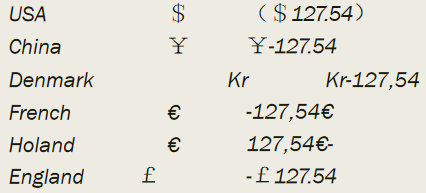 USA $ （$127.54）
China ￥ ￥-127.54
Denmark Kr Kr-127,54
French € -127,54€
Holand € 127,54€-
England ￡ -￡127.54